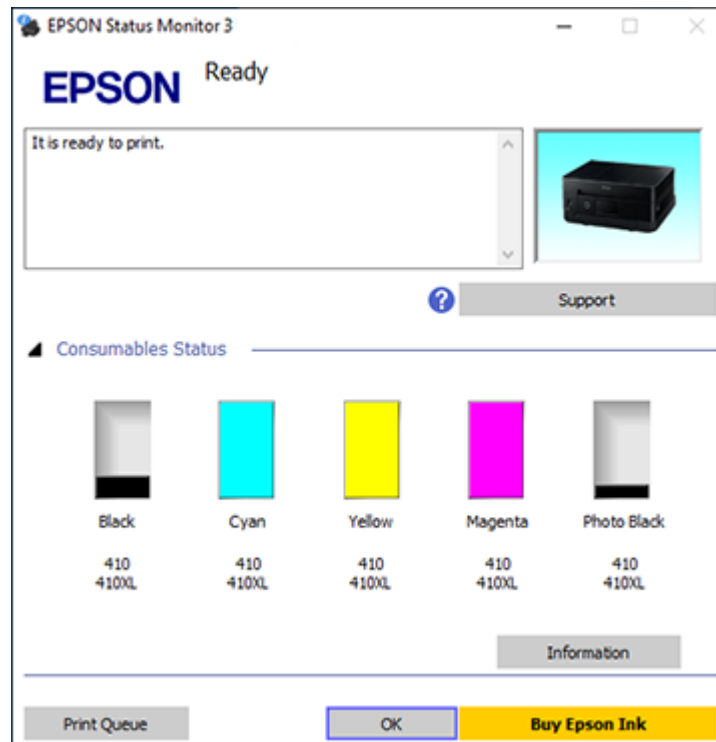 EPSON Status Monitor 3
EPSON
Ready
It is ready to print.
?
Support
Consumables Status
Black
Cyan
Yellow
Magenta
Photo Black
410
410XL
410
410XL
410
410XL
410
410XL
410
410XL
Information
Print Queue
OK
Buy Epson Ink